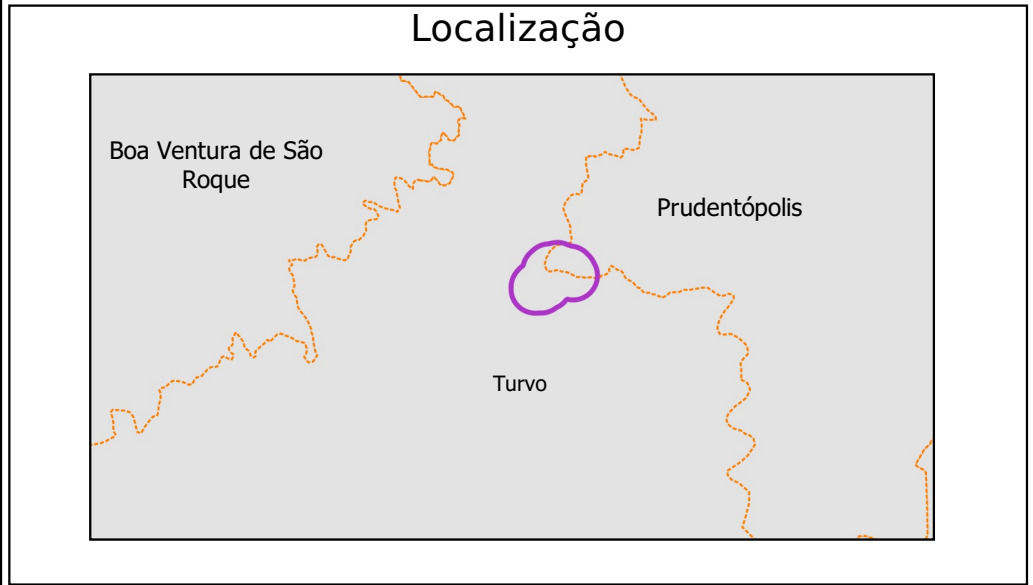 Localização
Boa Ventura de São
Roque
Prudentópolis
Turvo